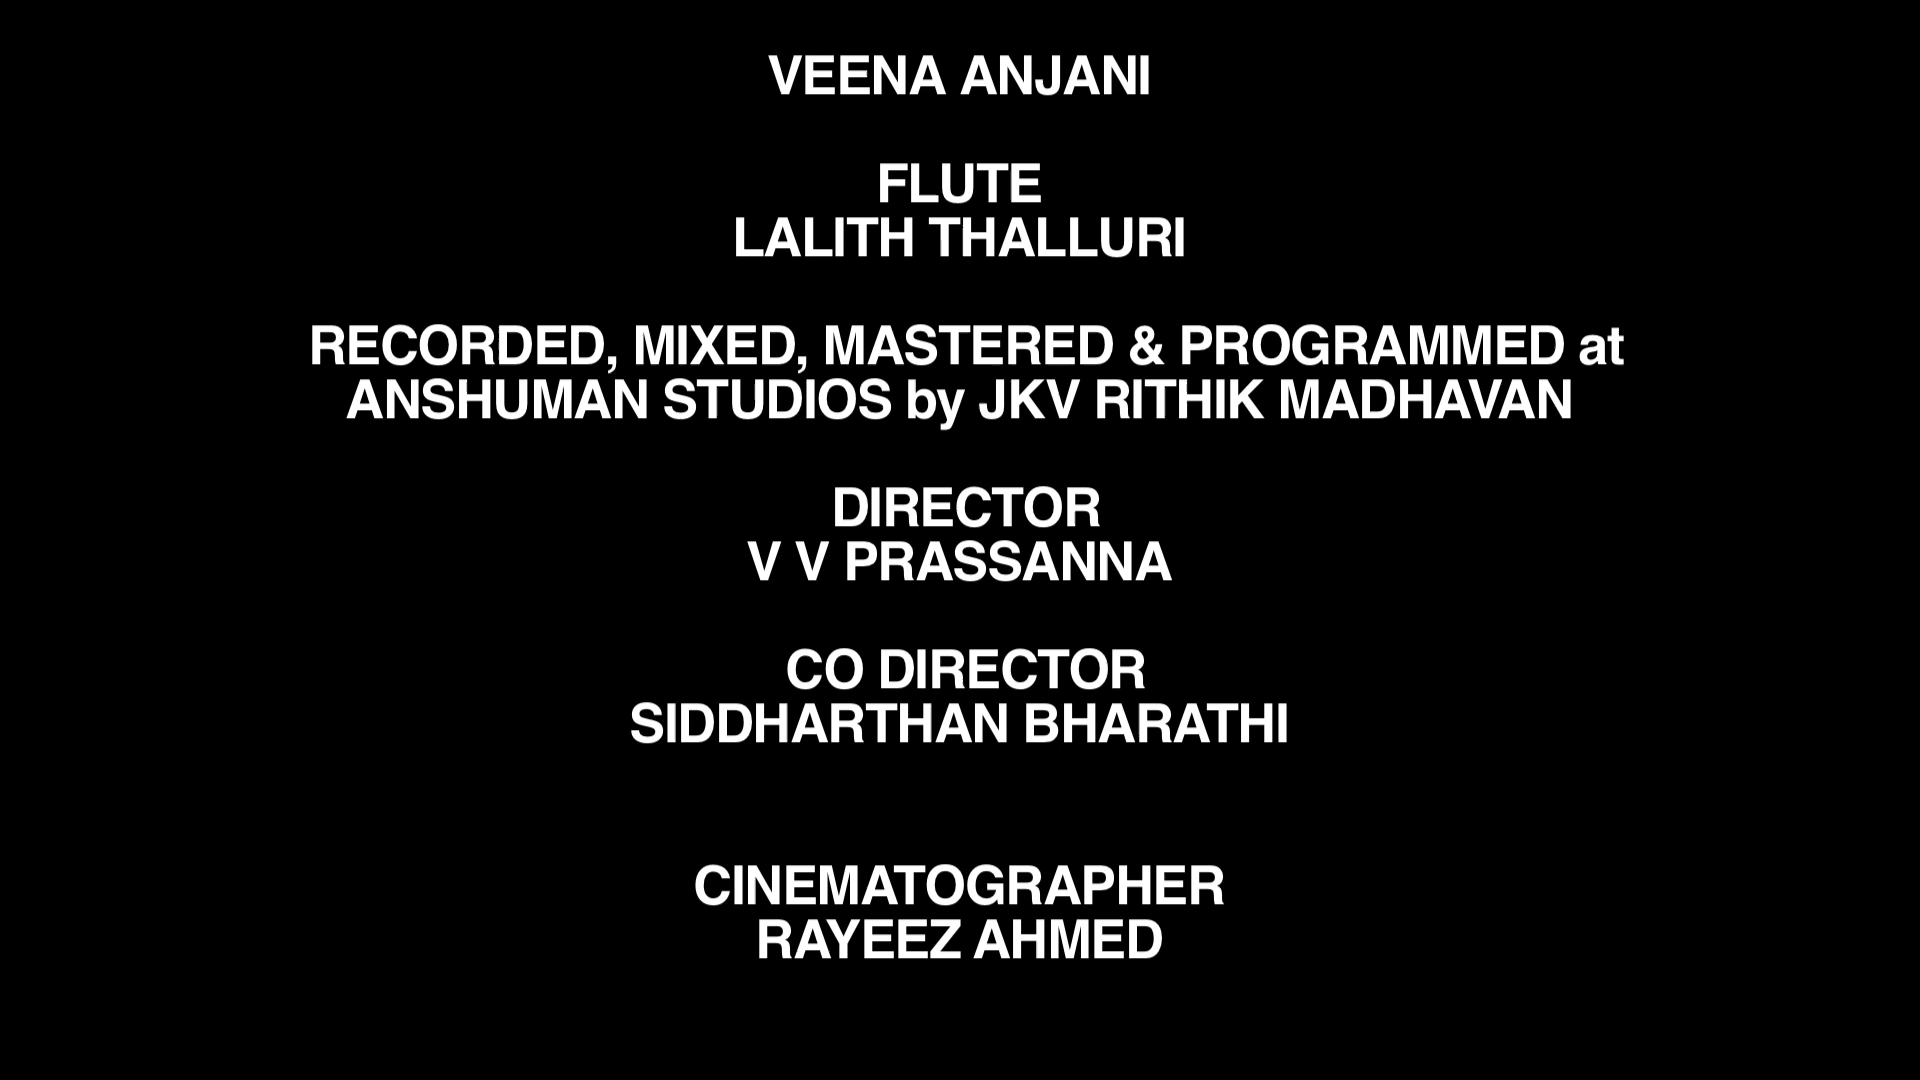 VEENA ANJANI
FLUTE
LALITH THALLURI
RECORDED, MIXED, MASTERED & PROGRAMMED at
ANSHUMAN STUDIOS by JKV RITHIK MADHAVAN
DIRECTOR
V V PRASSANNA
CO DIRECTOR
SIDDHARTHAN BHARATHI
CINEMATOGRAPHER
RAYEEZ AHMED